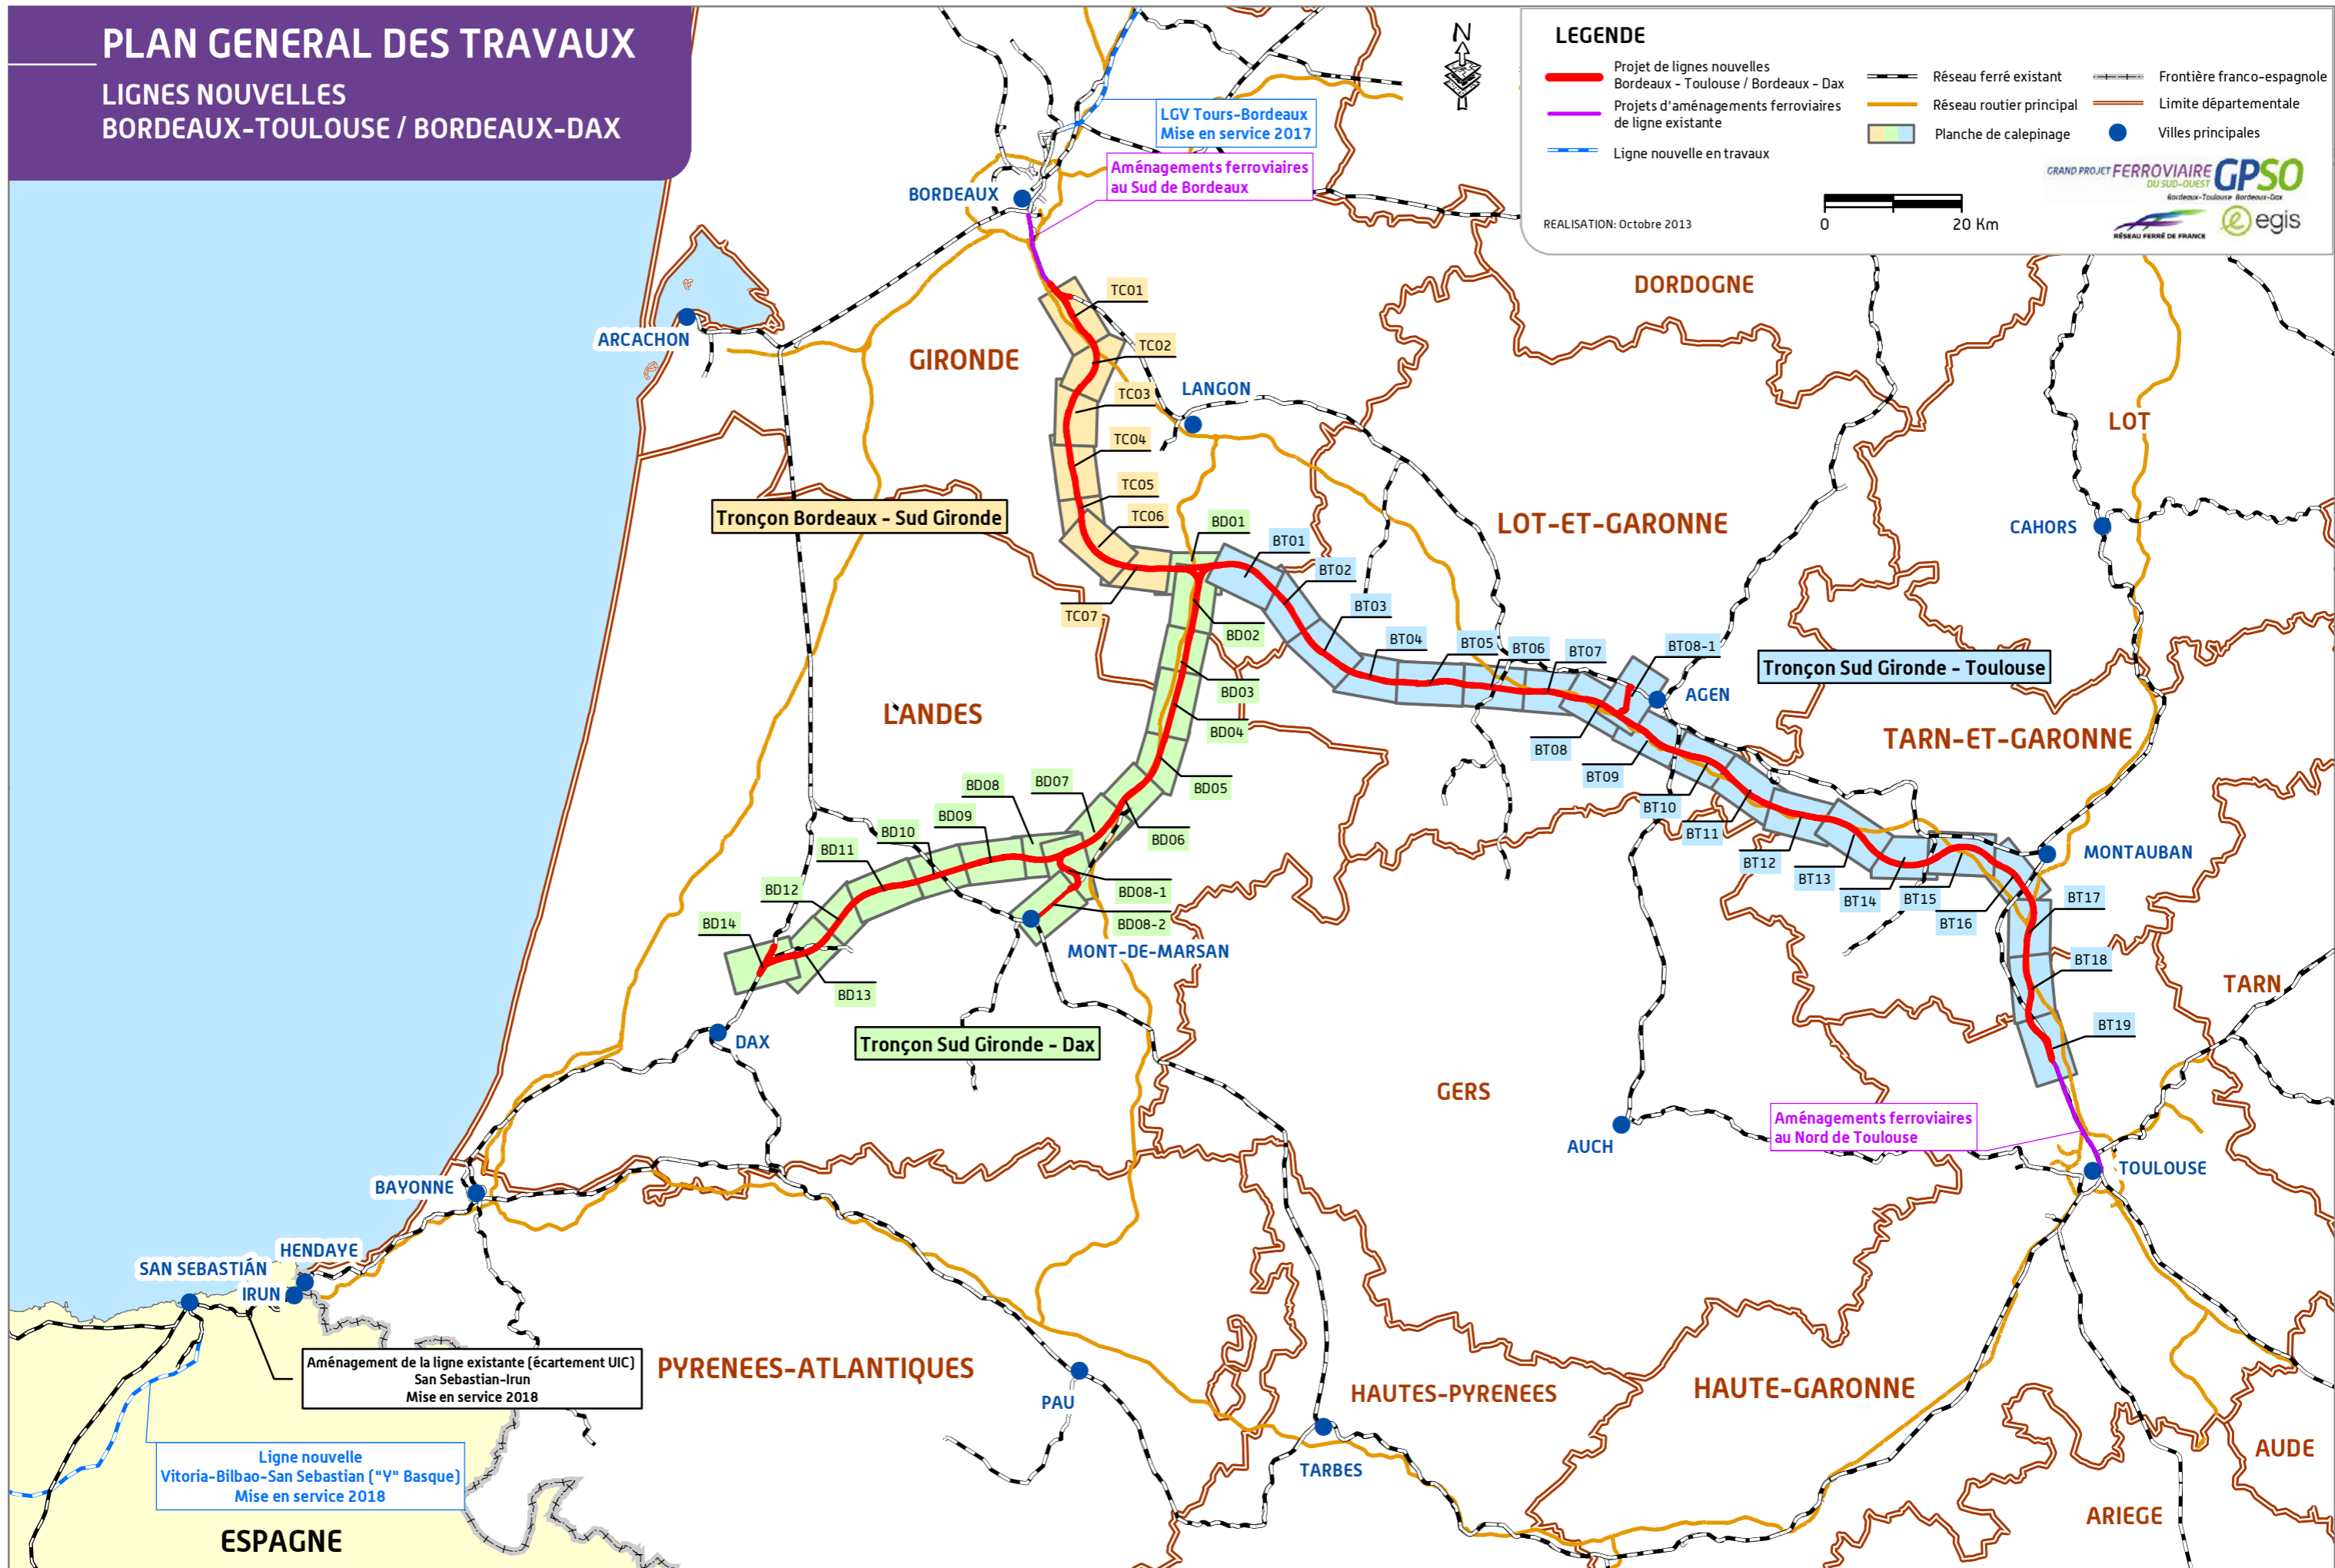 PLAN GENERAL DES TRAVAUX
LIGNES NOUVELLES
BORDEAUX-TOULOUSE / BORDEAUX-DAX
LEGENDE
Projet de lignes nouvelles
Bordeaux - Toulouse / Bordeaux - Dax
Projets d'aménagements ferroviaires
de ligne existante
Ligne nouvelle en travaux
Réseau ferré existant
Réseau routier principal
Planche de calepinage
Frontière franco-espagnole
Limite départementale
Villes principales
GRAND PROJET FERROVIAIRE
DU SUD-OUEST
GPSO
Bordeaux-Toulouse Bordeaux-Dax
RÉSEAU FERRÉ DE FRANCE
egis
REALISATION: Octobre 2013
0
20 Km
N
LGV Tours-Bordeaux
Mise en service 2017
Aménagements ferroviaires
au Sud de Bordeaux
BORDEAUX
ARCACHON
GIRONDE
DORDOGNE
LANGON
LOT
CAHORS
LOT-ET-GARONNE
TC01
TC02
TC03
TC04
TC05
TC06
TC07
Tronçon Bordeaux - Sud Gironde
BD01
BD02
BD03
BD04
BD05
BD06
BD07
BD08
BD08-1
BD08-2
BD09
BD10
BD11
BD12
BD13
BD14
BT01
BT02
BT03
BT04
BT05
BT06
BT07
BT08
BT08-1
BT09
BT10
BT11
BT12
BT13
BT14
BT15
BT16
BT17
BT18
BT19
Tronçon Sud Gironde - Toulouse
AGEN
LANDES
TARN-ET-GARONNE
MONTAUBAN
MONT-DE-MARSAN
TARN
Tronçon Sud Gironde - Dax
DAX
GERS
AUCH
Aménagements ferroviaires
au Nord de Toulouse
TOULOUSE
BAYONNE
HENDAYE
SAN SEBASTIÁN
IRUN
Aménagement de la ligne existante (écartement UIC)
San Sebastian-Irun
Mise en service 2018
PYRENEES-ATLANTIQUES
PAU
HAUTES-PYRENEES
TARBES
HAUTE-GARONNE
AUDE
ARIEGE
Ligne nouvelle
Vitoria-Bilbao-San Sebastian ("Y" Basque)
Mise en service 2018
ESPAGNE